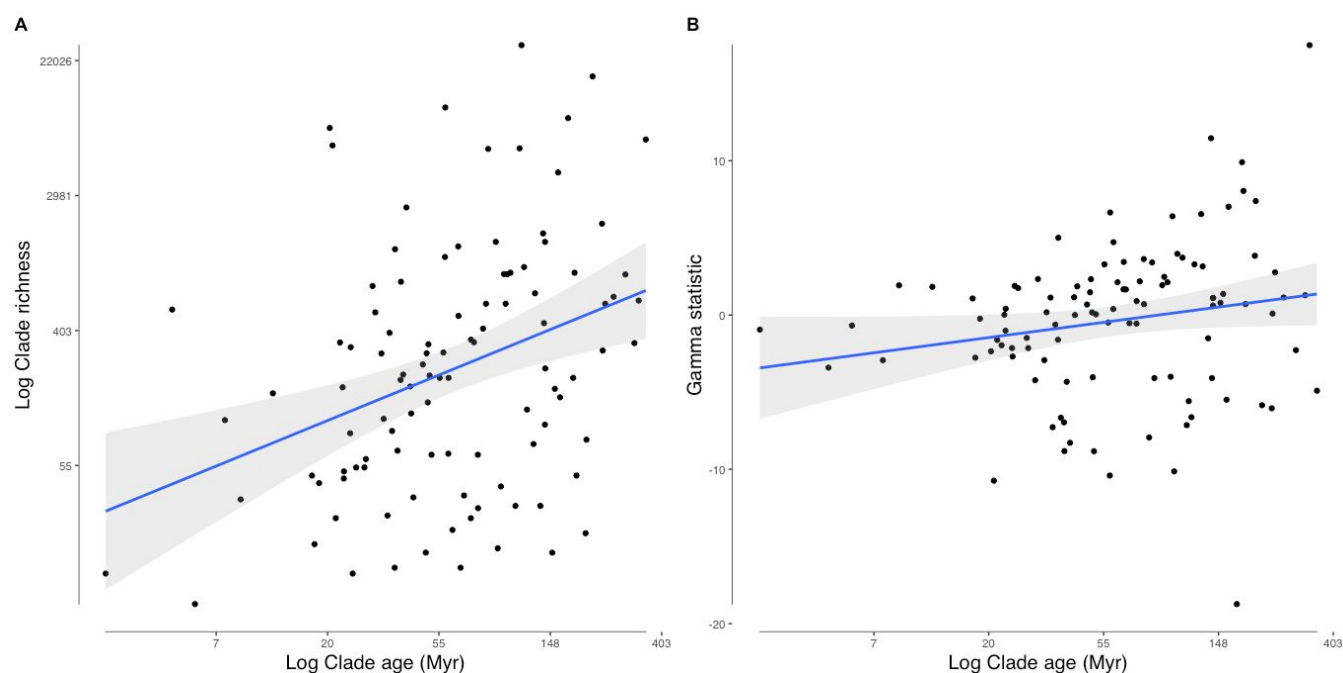 A
22026
2981
403
55
Log Clade richness
7 20 55 148 403
Log Clade age (Myr)
B
10
0
-10
-20
Gamma statistic
7 20 55 148 403
Log Clade age (Myr)